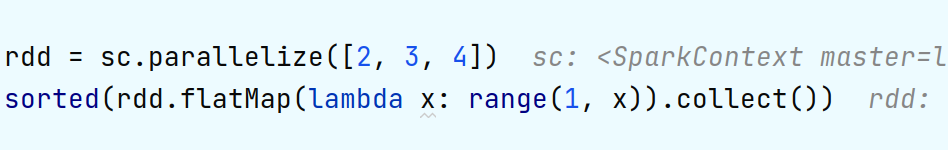 rdd = sc.parallelize([2, 3, 4])  sc: <SparkContext master=l
sorted(rdd.flatMap(lambda x: range(1, x)).collect())  rdd: